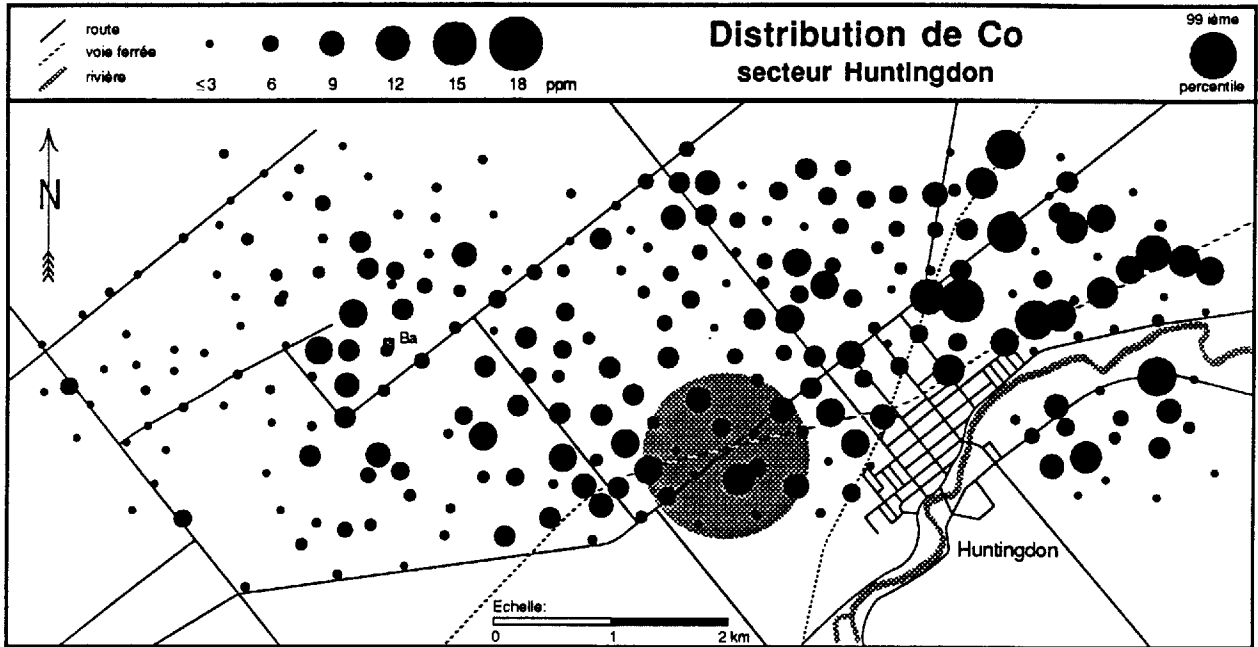 route
voie ferrée
rivière
≤3 6 9 12 15 18 ppm
Distribution de Co
secteur Huntingdon
99 ième
percentile
N
Ba
Huntingdon
Echelle:
0 1 2 km